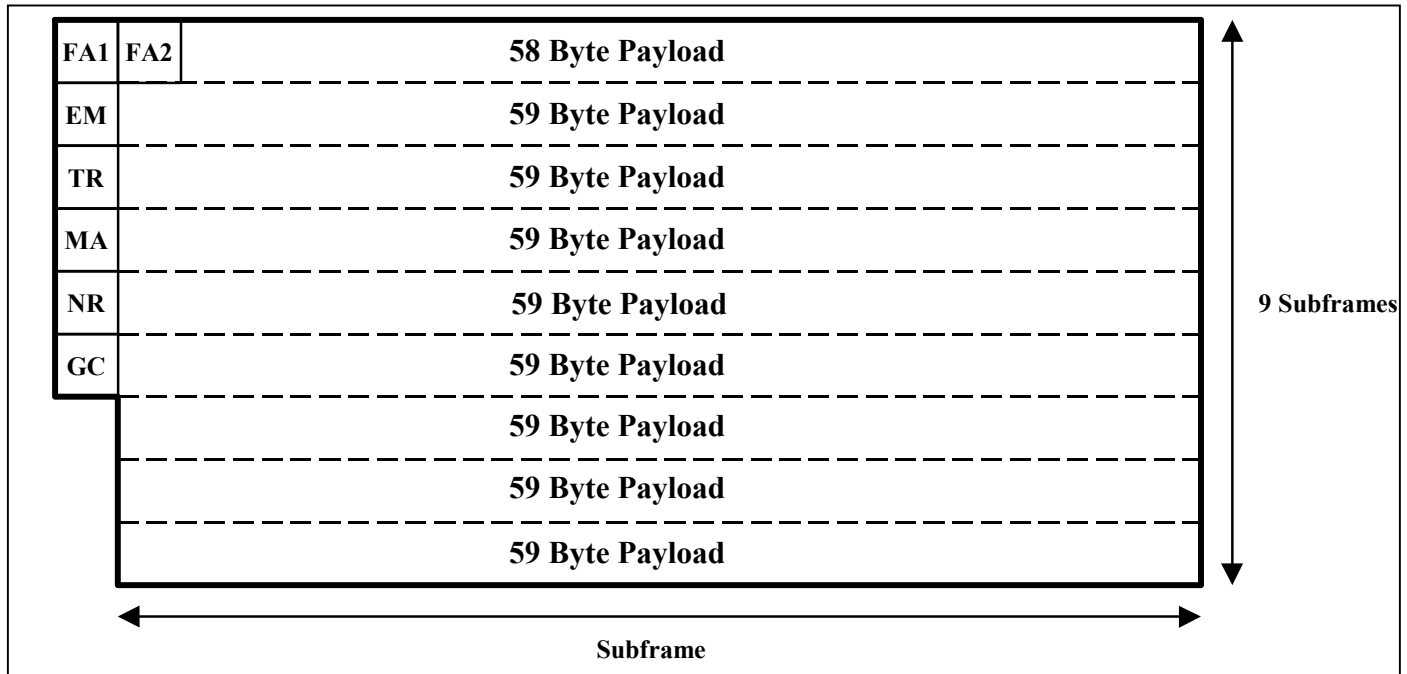 FA1 FA2 58 Byte Payload
EM 59 Byte Payload
TR 59 Byte Payload
MA 59 Byte Payload
NR 59 Byte Payload
9 Subframes
GC 59 Byte Payload
59 Byte Payload
59 Byte Payload
59 Byte Payload
Subframe